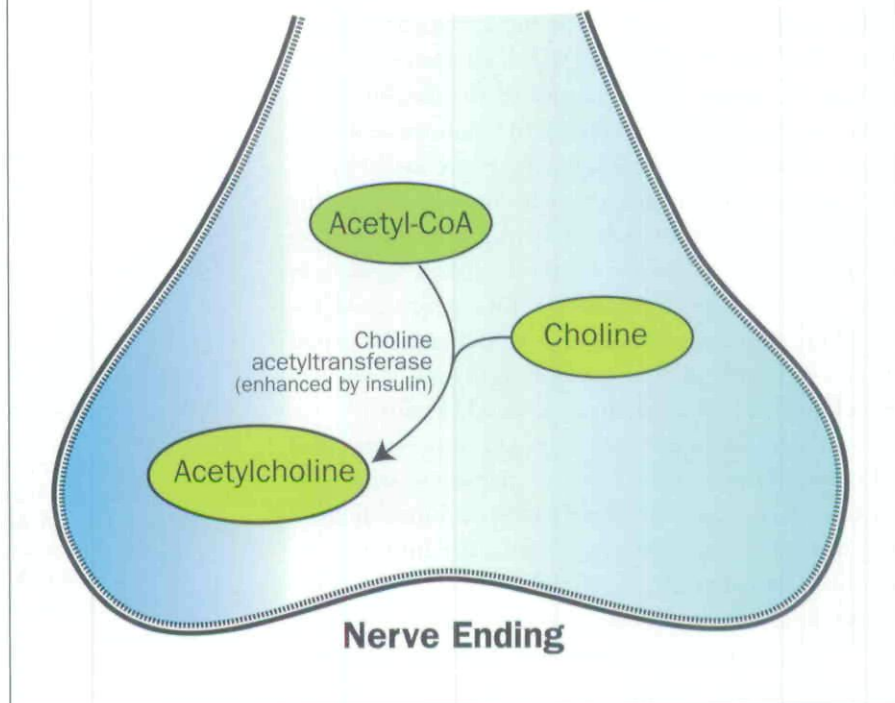 Acetyl-CoA
Choline
Choline
acetyltransferase
(enhanced by insulin)
Acetylcholine
Nerve Ending